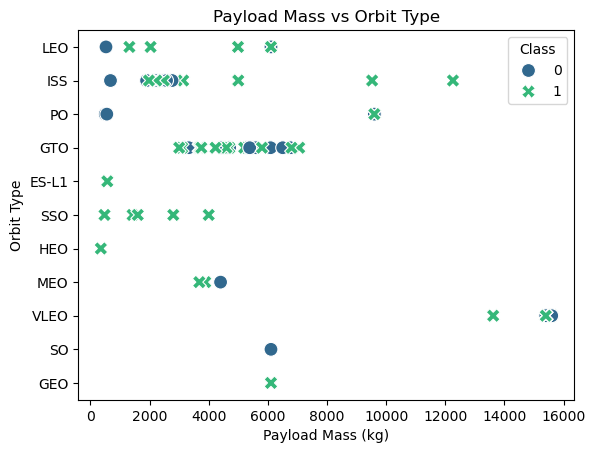 Payload Mass vs Orbit Type
Orbit Type
LEO
ISS
PO
GTO
ES-L1
SSO
HEO
MEO
VLEO
SO
GEO
Class
0
1
0 2000 4000 6000 8000 10000 12000 14000 16000
Payload Mass (kg)